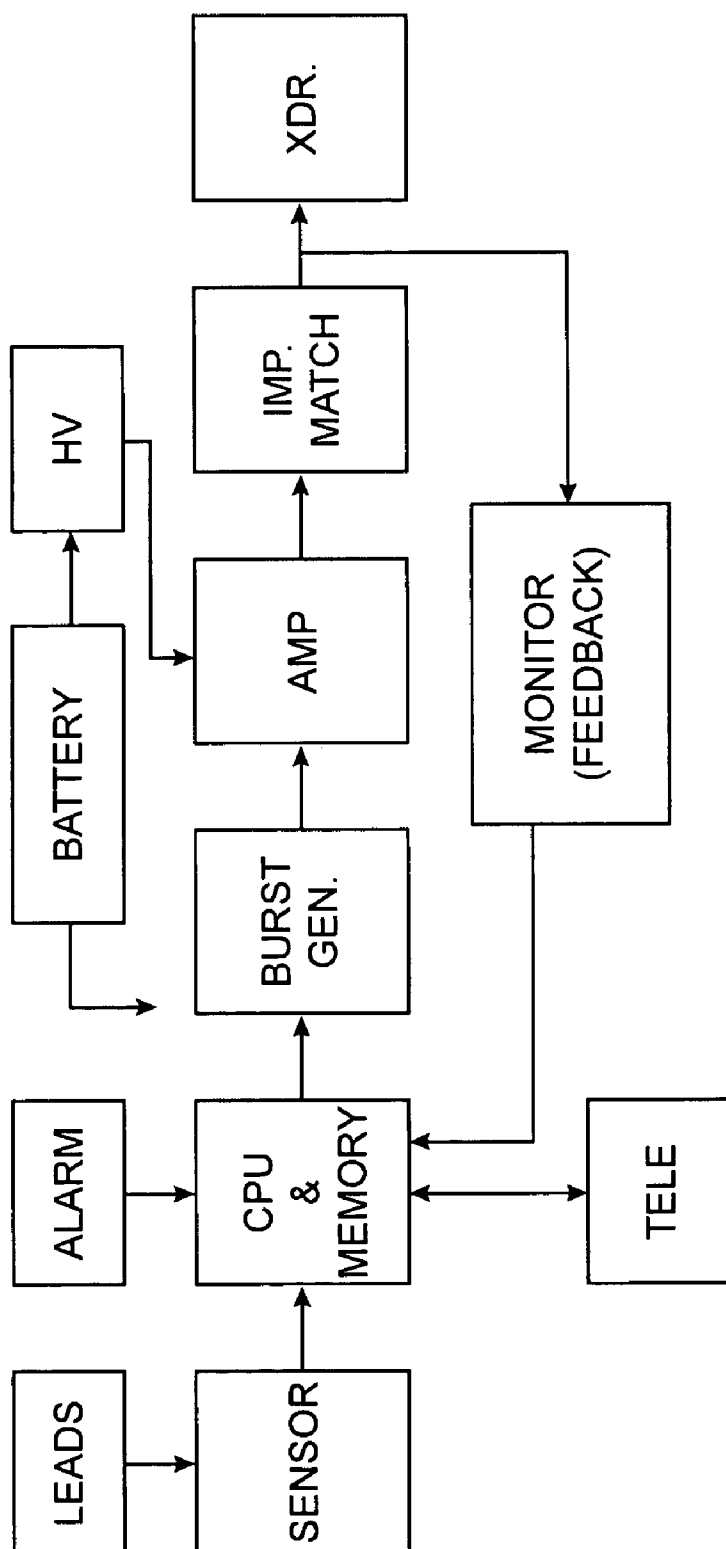 LEADS
ALARM
BATTERY
HV
SENSOR
CPU
&
MEMORY
BURST
GEN.
AMP
IMP.
MATCH
XDR.
TELE
MONITOR
(FEEDBACK)